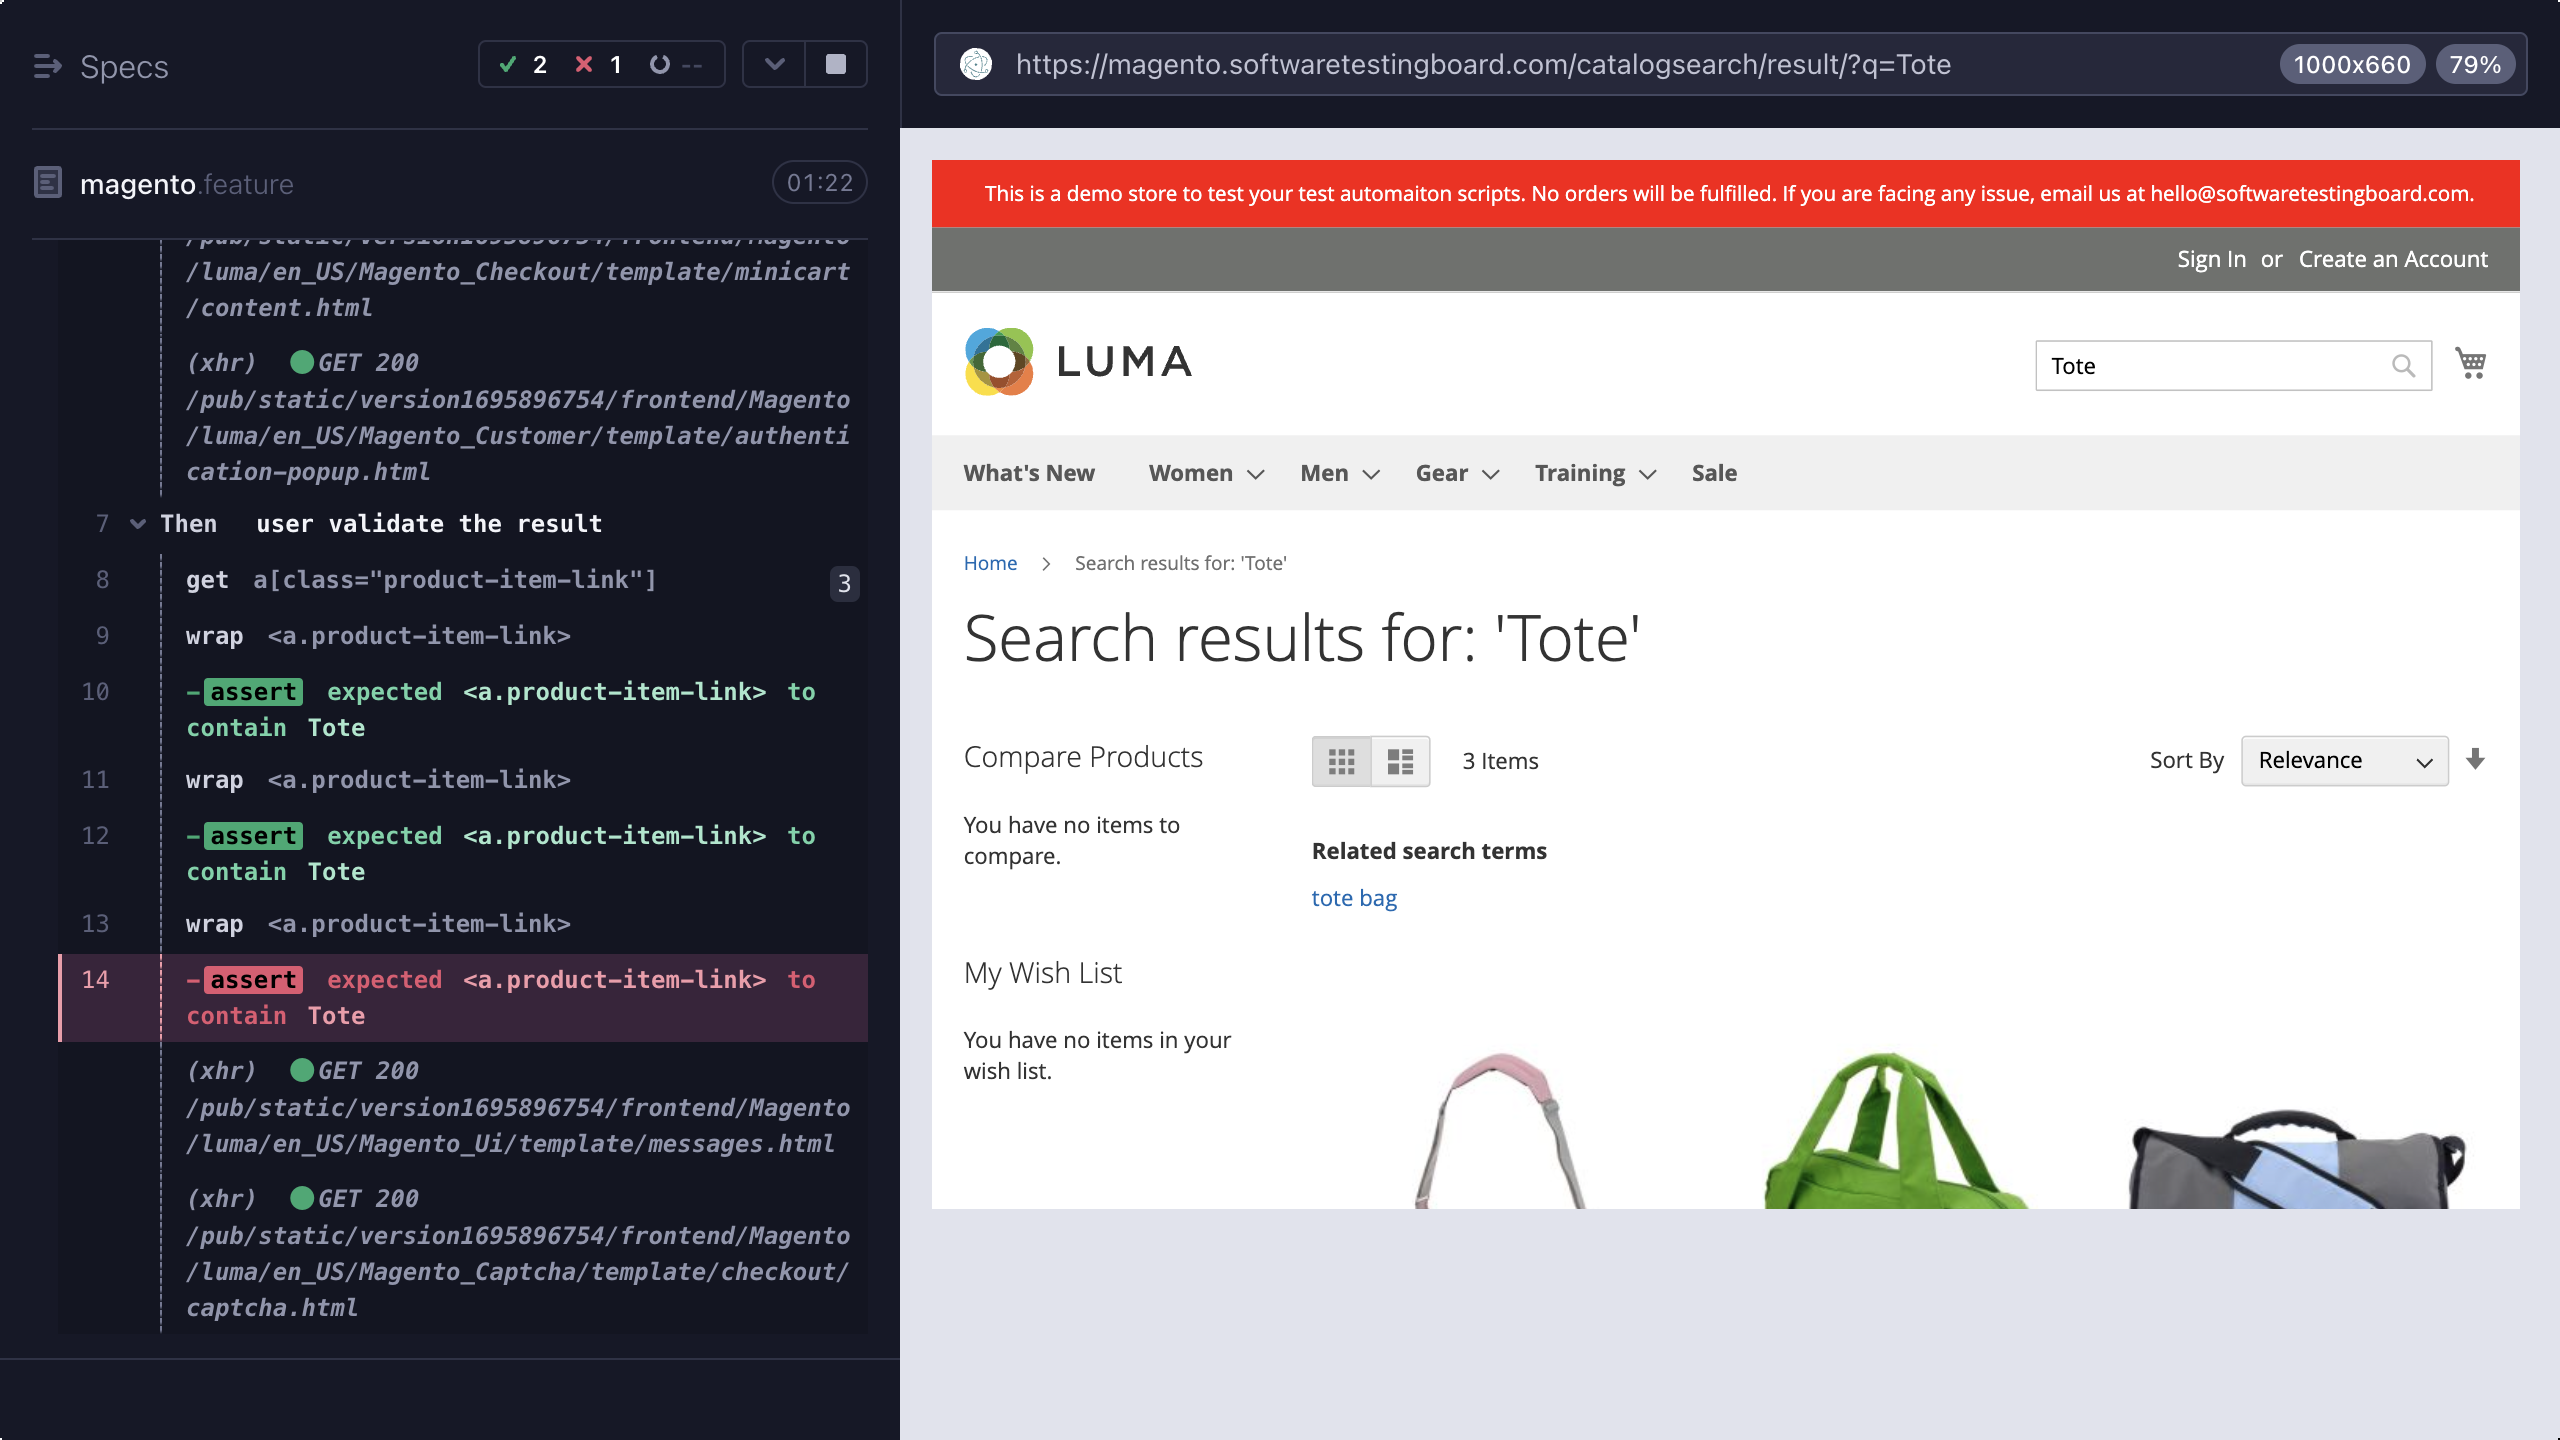 Specs
2
1
--
magento.feature
01:22
/luma/en_US/Magento_Checkout/template/minicart
/content.html
(xhr) GET 200
/pub/static/version1695896754/frontend/Magento
/luma/en_US/Magento_Customer/template/authenti
cation-popup.html
7 Then user validate the result
8 get a[class="product-item-link"] 3
9 wrap <a.product-item-link>
10 -assert expected <a.product-item-link> to
contain Tote
11 wrap <a.product-item-link>
12 -assert expected <a.product-item-link> to
contain Tote
13 wrap <a.product-item-link>
14 -assert expected <a.product-item-link> to
contain Tote
(xhr) GET 200
/pub/static/version1695896754/frontend/Magento
/luma/en_US/Magento_Ui/template/messages.html
(xhr) GET 200
/pub/static/version1695896754/frontend/Magento
/luma/en_US/Magento_Captcha/template/checkout/
captcha.html
https://magento.softwaretestingboard.com/catalogsearch/result/?q=Tote
1000x660
79%
This is a demo store to test your test automaiton scripts. No orders will be fulfilled. If you are facing any issue, email us at hello@softwaretestingboard.com.
Sign In or Create an Account
LUMA
Tote
What's New Women Men Gear Training Sale
Home > Search results for: 'Tote'
Search results for: 'Tote'
Compare Products
You have no items to
compare.
My Wish List
You have no items in your
wish list.
3 Items
Sort By Relevance
Related search terms
tote bag